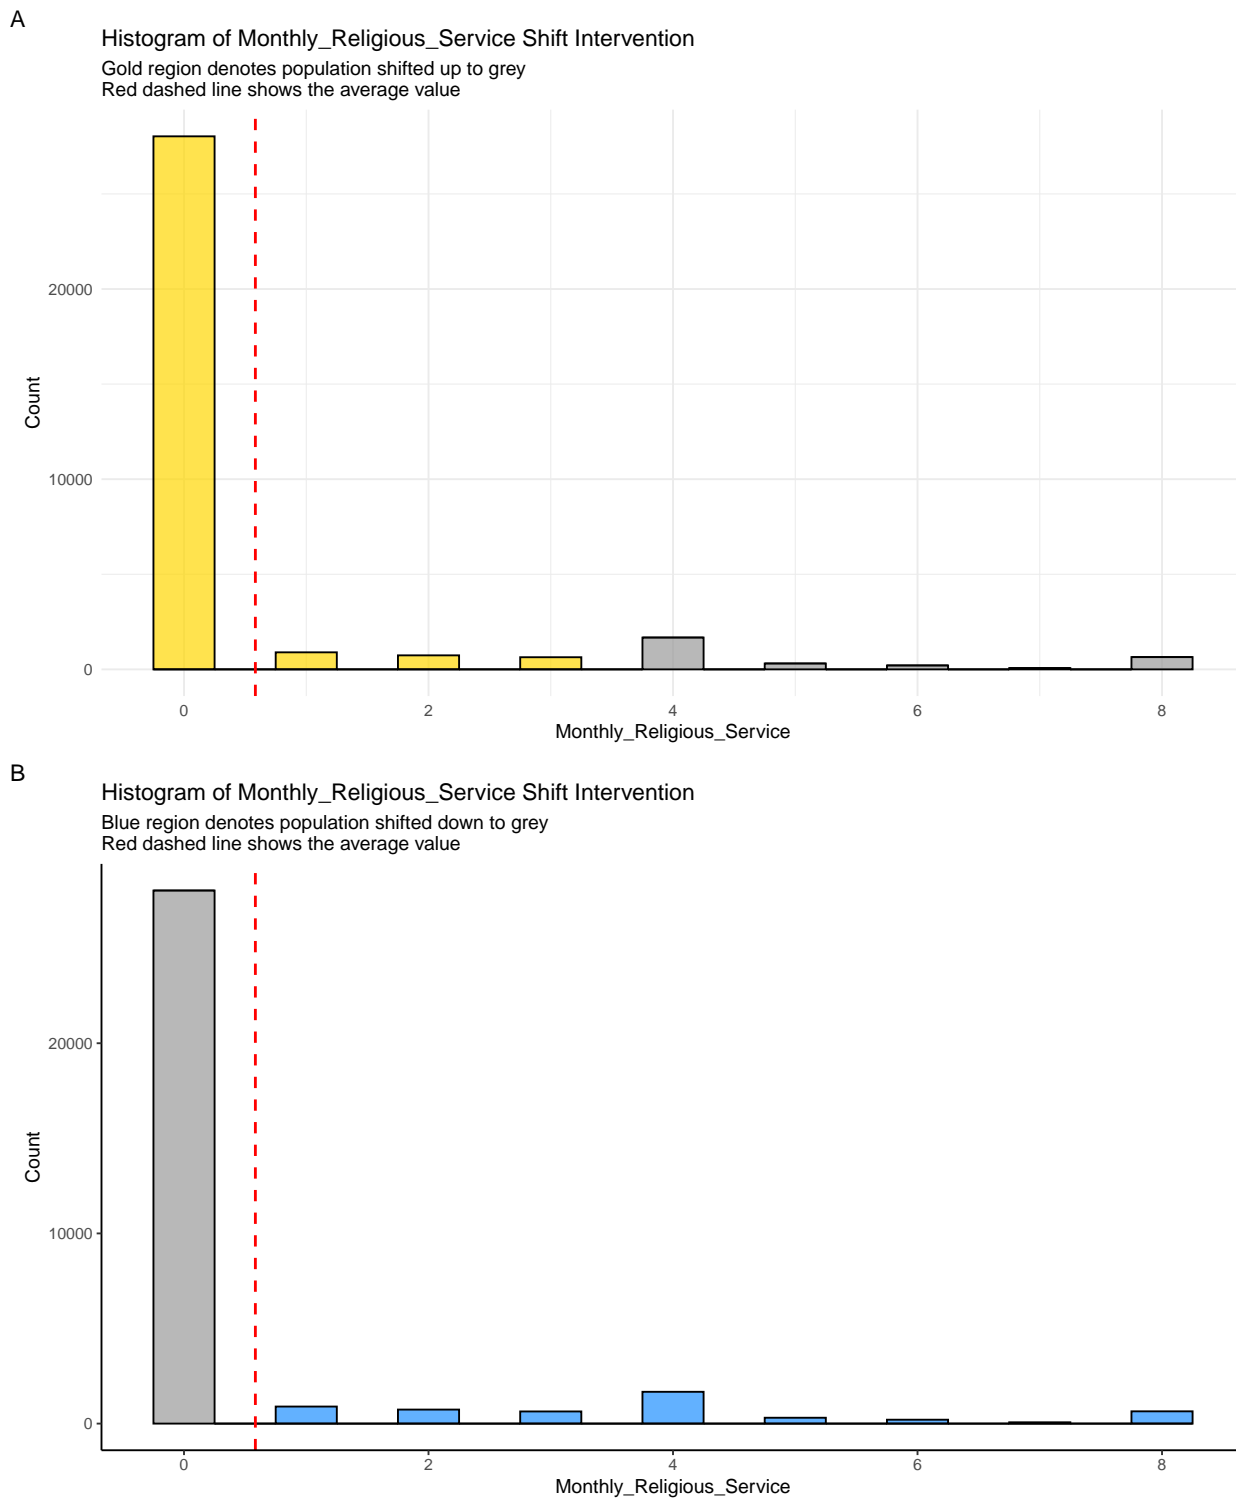 A
Histogram of Monthly_Religious_Service Shift Intervention
Gold region denotes population shifted up to grey
Red dashed line shows the average value
Count
20000
10000
0
0 2 4 6 8
Monthly_Religious_Service
B
Histogram of Monthly_Religious_Service Shift Intervention
Blue region denotes population shifted down to grey
Red dashed line shows the average value
Count
20000
10000
0
0 2 4 6 8
Monthly_Religious_Service